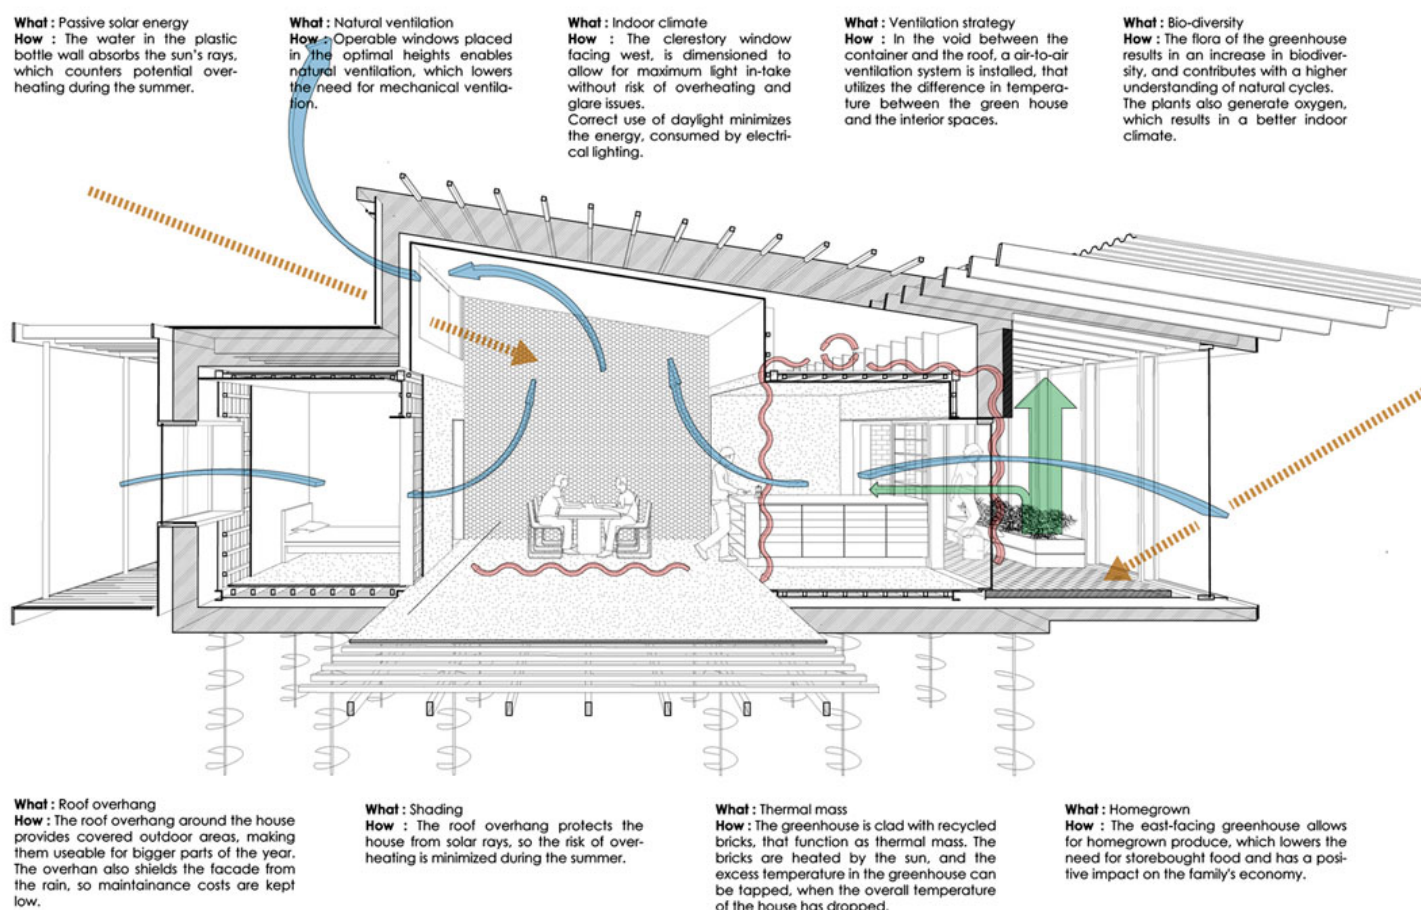 What : Passive solar energy
How : The water in the plastic
bottle wall absorbs the sun's rays,
which counters potential over-
heating during the summer.
What : Natural ventilation
How : Operable windows placed
in the optimal heights enables
natural ventilation, which lowers
the need for mechanical ventila-
tion.
What : Indoor climate
How : The clerestory window
facing west, is dimensioned to
allow for maximum light in-take
without risk of overheating and
glare issues.
Correct use of daylight minimizes
the energy, consumed by electri-
cal lighting.
What : Ventilation strategy
How : In the void between the
container and the roof, a air-to-air
ventilation system is installed, that
utilizes the difference in tempera-
ture between the green house
and the interior spaces.
What : Bio-diversity
How : The flora of the greenhouse
results in an increase in biodiver-
sity, and contributes with a higher
understanding of natural cycles.
The plants also generate oxygen,
which results in a better indoor
climate.
What : Roof overhang
How : The roof overhang around the house
provides covered outdoor areas, making
them useable for bigger parts of the year.
The overhan also shields the facade from
the rain, so maintainance costs are kept
low.
What : Shading
How : The roof overhang protects the
house from solar rays, so the risk of over-
heating is minimized during the summer.
What : Thermal mass
How : The greenhouse is clad with recycled
bricks, that function as thermal mass. The
bricks are heated by the sun, and the
excess temperature in the greenhouse can
be tapped, when the overall temperature
of the house has dropped.
What : Homegrown
How : The east-facing greenhouse allows
for homegrown produce, which lowers the
need for storebought food and has a posi-
tive impact on the family's economy.